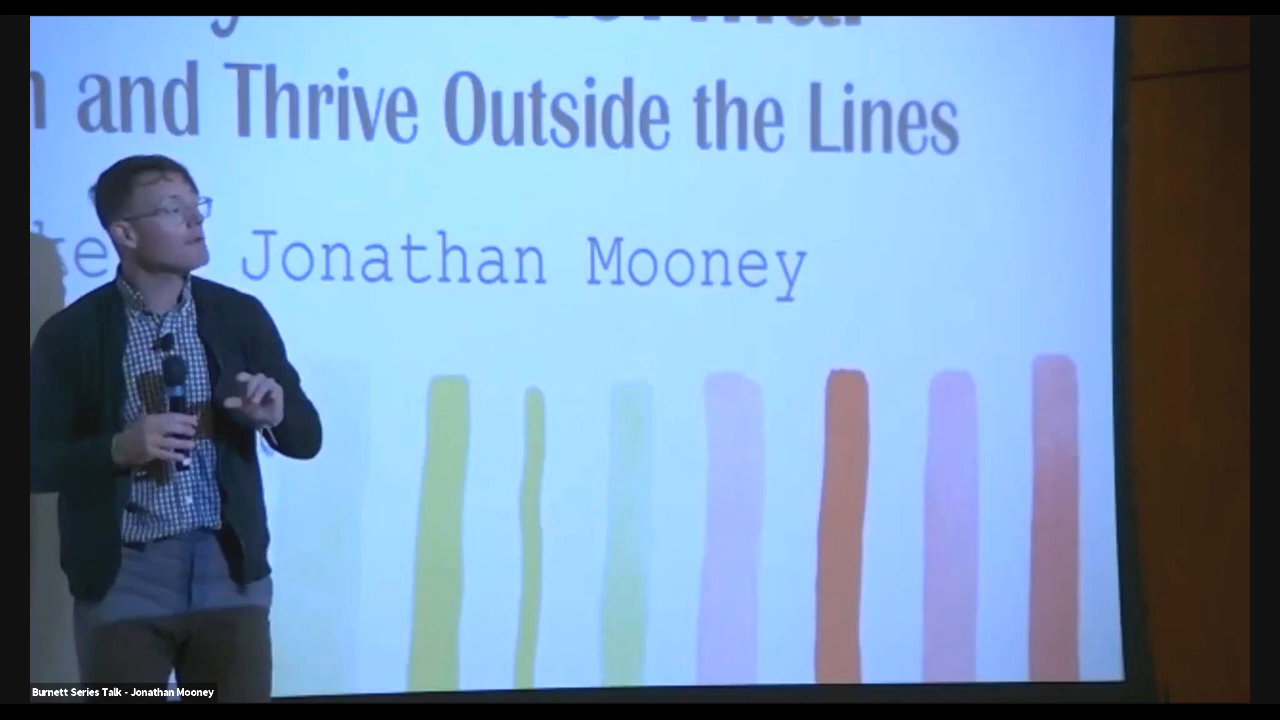 and Thrive Outside the Lines
Jonathan Mooney
Burnett Series Talk - Jonathan Mooney